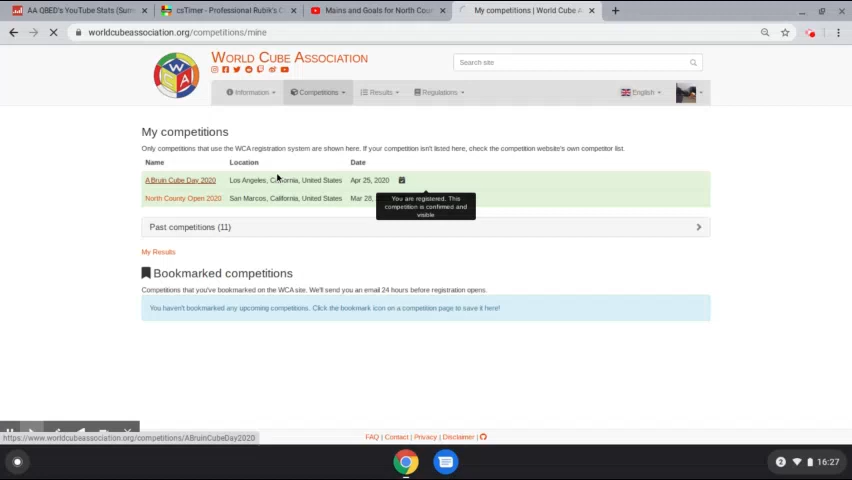 AA QBED's YouTube Stats (Sum
csTimer - Professional Rubik's C
Mains and Goals for North Coun
My competitions | World Cube A
worldcubeassociation.org/competitions/mine
WORLD CUBE ASSOCIATION
Search site
Information
Competitions
Results
Regulations
English
My competitions
Only competitions that use the WCA registration system are shown here. If your competition isn't listed here, check the competition website's own competitor list.
Name Location Date
A Bruin Cube Day 2020 Los Angeles, California, United States Apr 25, 2020
North County Open 2020 San Marcos, California, United States Mar 28,
You are registered. This
competition is confirmed and
visible
Past competitions (11)
My Results
Bookmarked competitions
Competitions that you've bookmarked on the WCA site. We'll send you an email 24 hours before registration opens.
You haven't bookmarked any upcoming competitions. Click the bookmark icon on a competition page to save it here!
https://www.worldcubeassociation.org/competitions/ABruinCubeDay2020
FAQ | Contact | Privacy | Disclaimer |
2 16:27